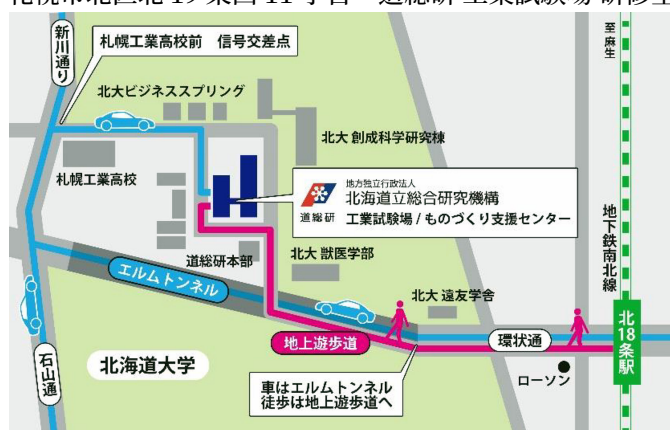 札幌市北区北 19 条西 11 丁目 道総研 工業試験場 研修室
新川通り
札幌工業高校前 信号交差点
至 麻生
北大ビジネススプリング
北大 創成科学研究棟
札幌工業高校
地方独立行政法人
北海道立総合研究機構
道総研
工業試験場 / ものづくり支援センター
地下鉄南北線
道総研本部
北大 獣医学部
エルムトンネル
北大 遠友学舎
北18条駅
地上遊歩道
環状通
北海道大学
石山通
ローソン
車はエルムトンネル
徒歩は地上遊歩道へ